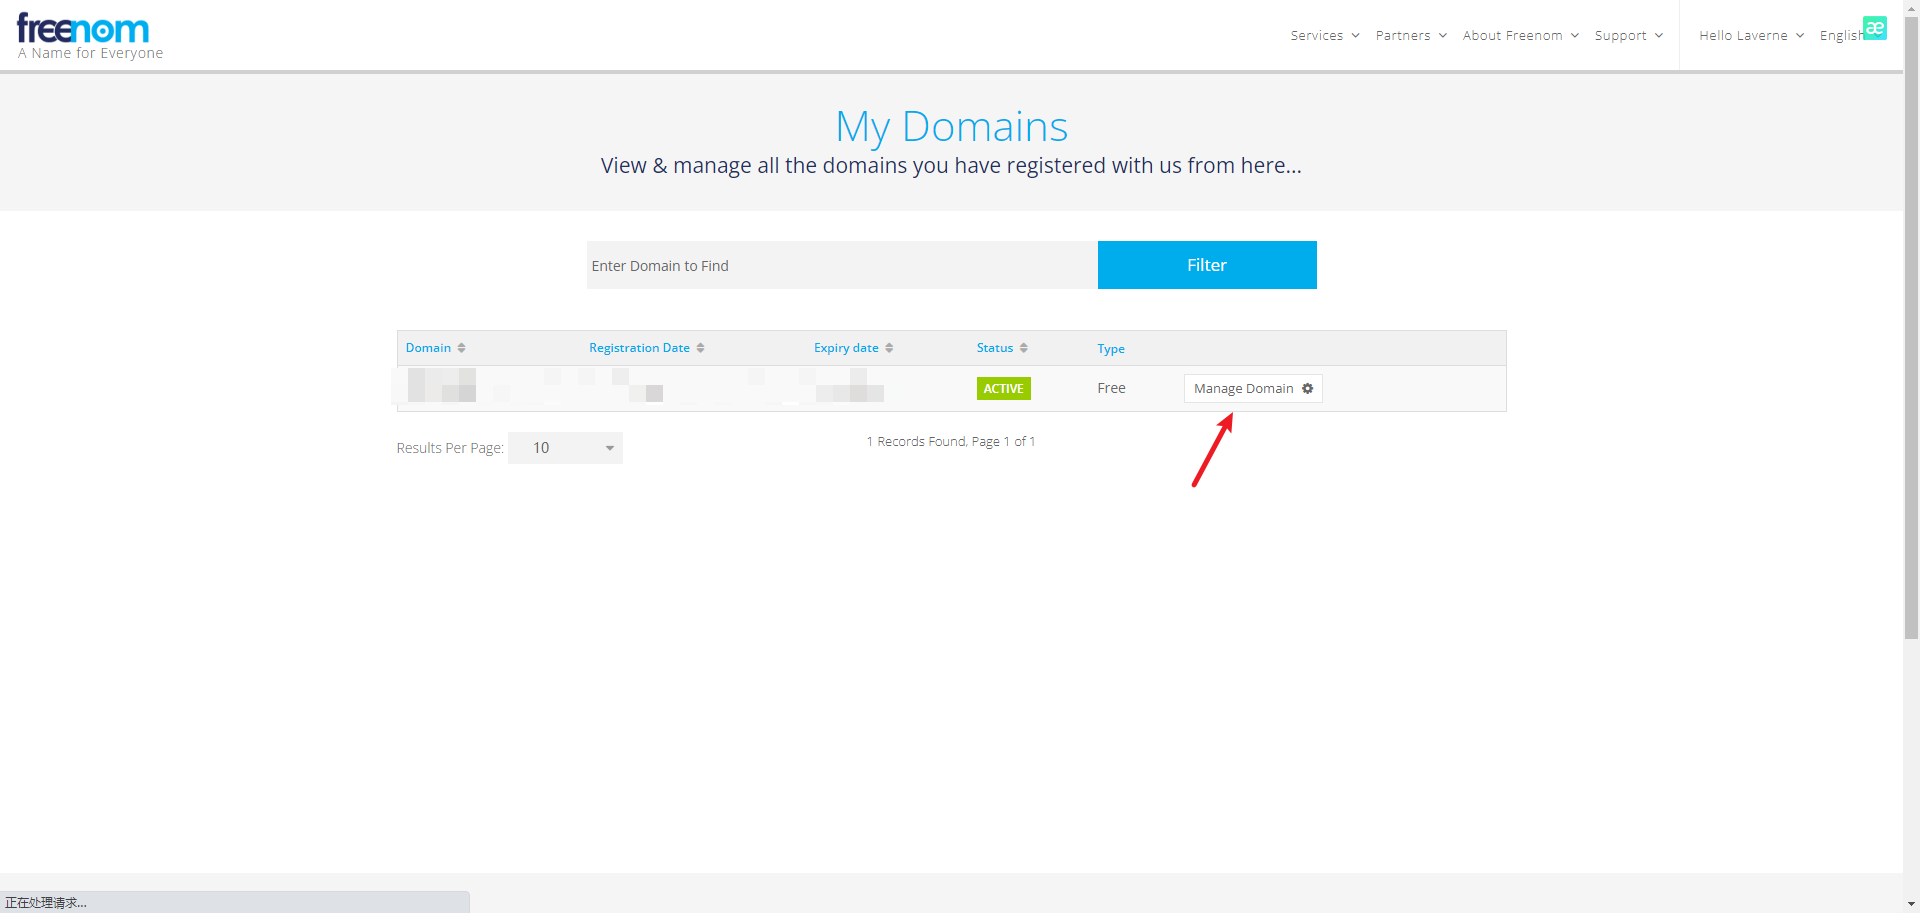 freenom
A Name for Everyone
Services Partners About Freenom Support Hello Laverne English
æ
My Domains
View & manage all the domains you have registered with us from here...
Enter Domain to Find
Filter
Domain Registration Date Expiry date Status Type
ACTIVE Free Manage Domain
Results Per Page: 10
1 Records Found, Page 1 of 1
正在处理请求...